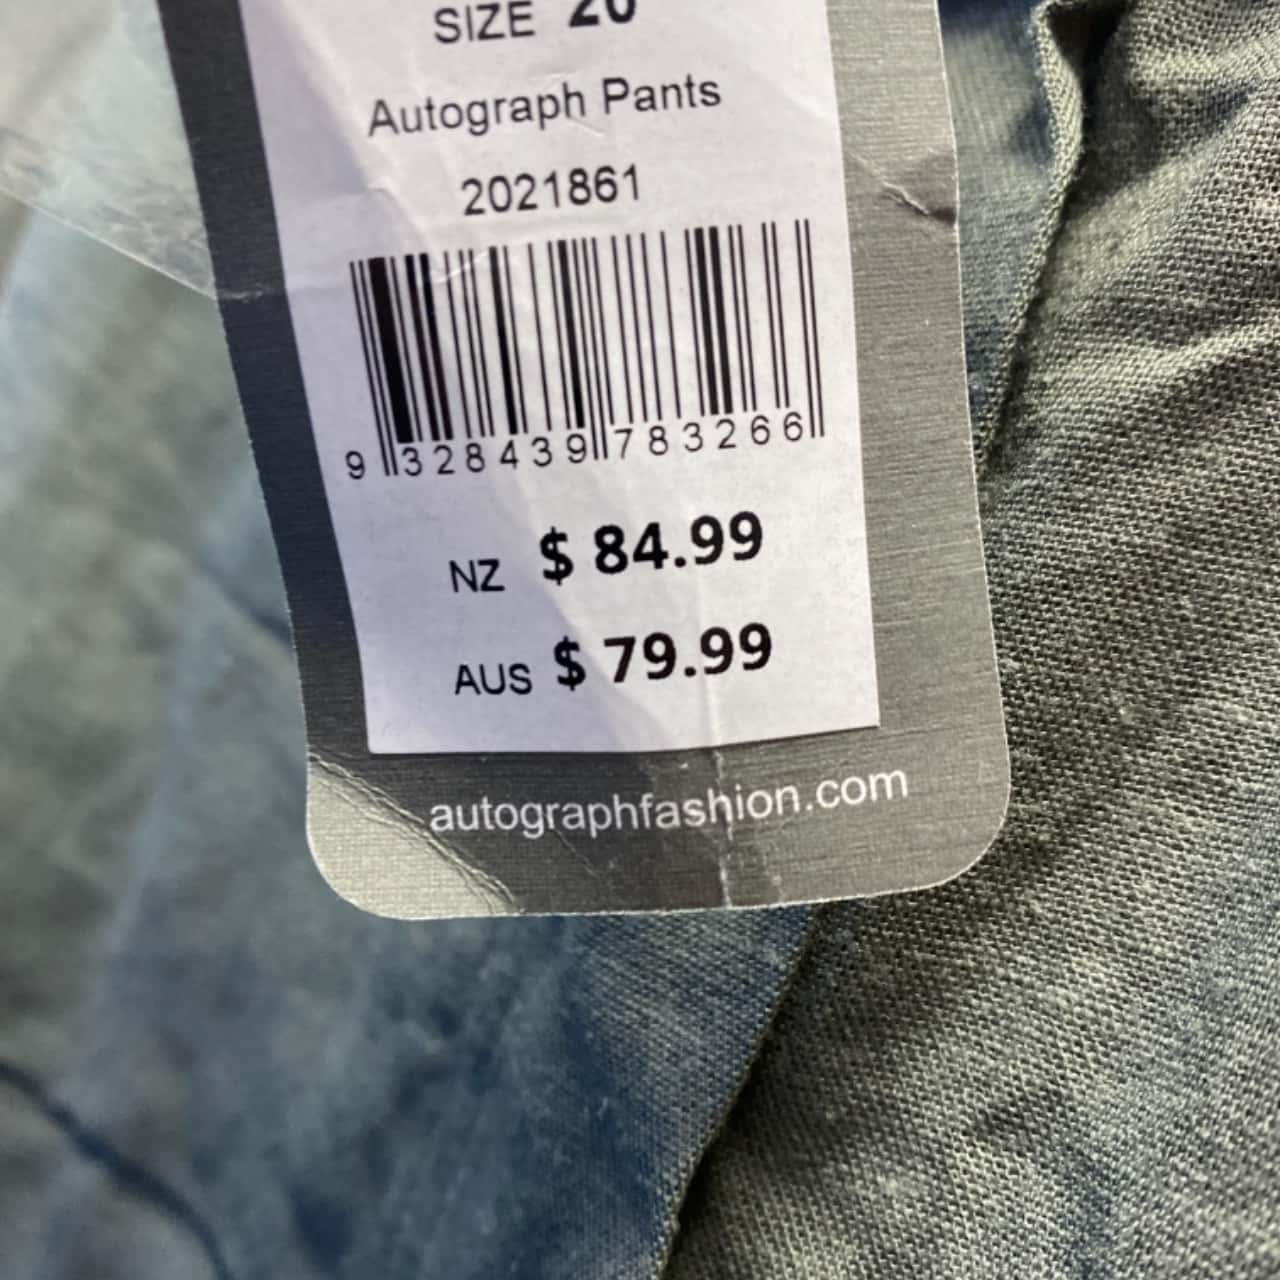 SIZE 20
Autograph Pants
2021861
9 328439 783266
NZ $ 84.99
AUS $ 79.99
autographfashion.com